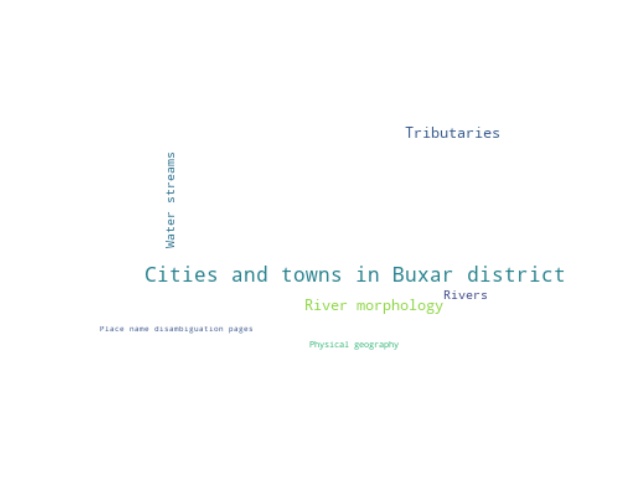 Tributaries
Water streams
Cities and towns in Buxar district
Rivers
River morphology
Place name disambiguation pages
Physical geography